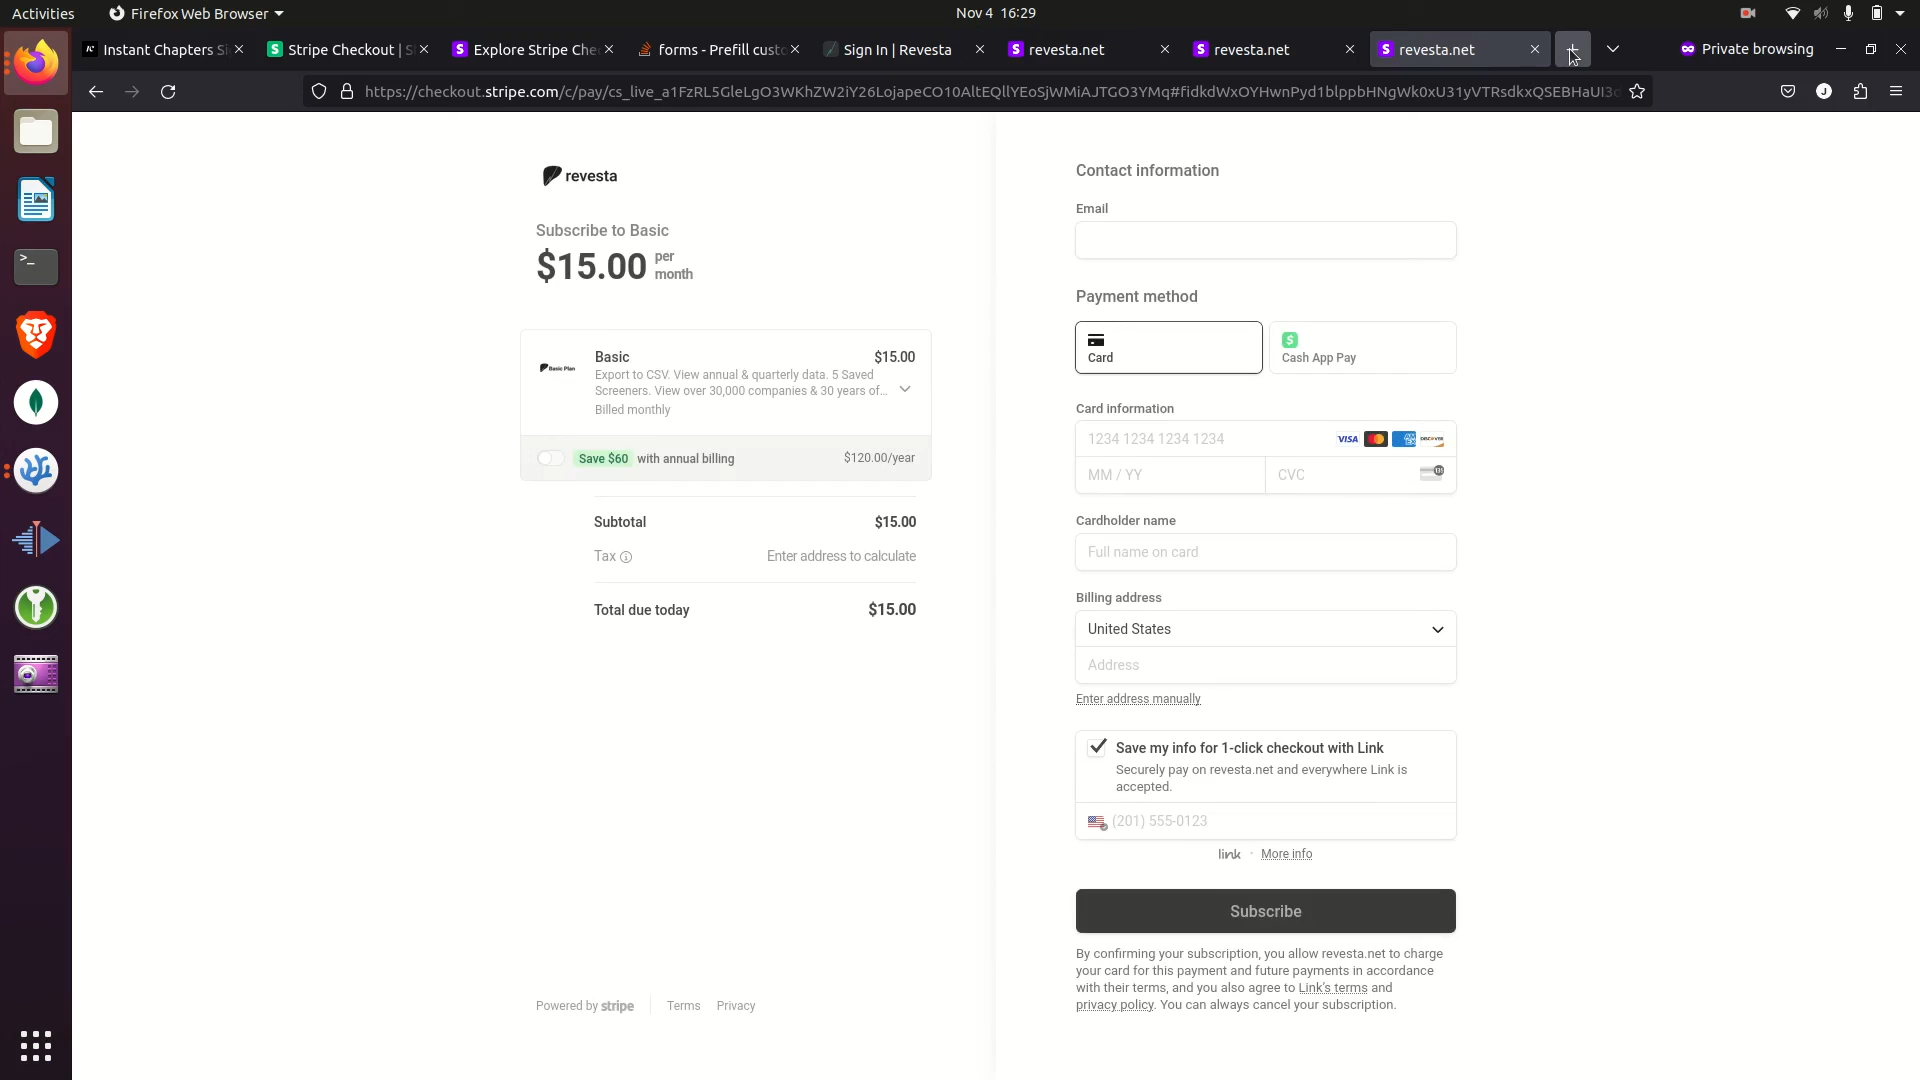 Activities
Firefox Web Browser
Nov 4 16:29
Instant Chapters Si
Stripe Checkout | S
Explore Stripe Che
forms - Prefill custo
Sign In | Revesta
revesta.net
revesta.net
revesta.net
Private browsing
revesta
Subscribe to Basic
$15.00 per month
Basic $15.00
Export to CSV. View annual & quarterly data. 5 Saved
Screeners. View over 30,000 companies & 30 years of...
Billed monthly
Basic Plan
Save $60 with annual billing $120.00/year
Subtotal $15.00
Tax Enter address to calculate
Total due today $15.00
Powered by stripe Terms Privacy
Contact information
Email
Payment method
Card
Cash App Pay
Card information
1234 1234 1234 1234 VISA DISCOVER
MM / YY CVC
Cardholder name
Full name on card
Billing address
United States
Address
Enter address manually
Save my info for 1-click checkout with Link
Securely pay on revesta.net and everywhere Link is
accepted.
(201) 555-0123
link · More info
Subscribe
By confirming your subscription, you allow revesta.net to charge
your card for this payment and future payments in accordance
with their terms, and you also agree to Link's terms and
privacy policy. You can always cancel your subscription.